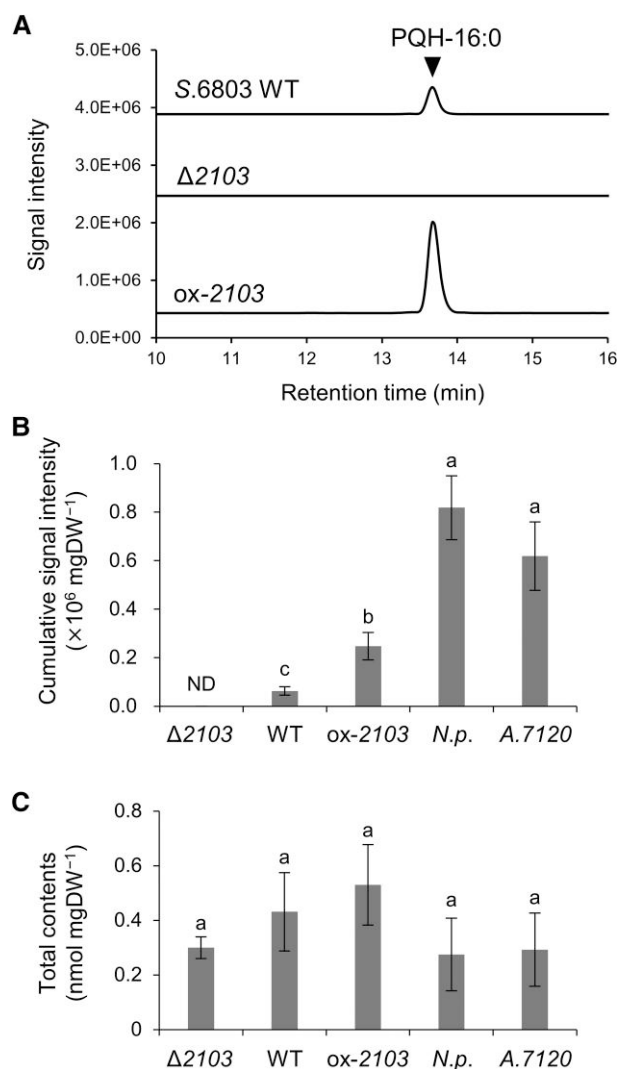 A
PQH-16:0
5.0E+06
S.6803 WT
4.0E+06
3.0E+06
Δ2103
2.0E+06
1.0E+06
ox-2103
0.0E+00
Signal intensity
10 11 12 13 14 15 16
Retention time (min)
B
Cumulative signal intensity
(×10⁶ mgDW⁻¹)
1.0
0.8
0.6
0.4
0.2
0.0
ND
c
b
a
a
Δ2103 WT ox-2103 N.p. A.7120
C
Total contents
(nmol mgDW⁻¹)
0.8
0.6
0.4
0.2
0
a
a
a
a
a
Δ2103 WT ox-2103 N.p. A.7120